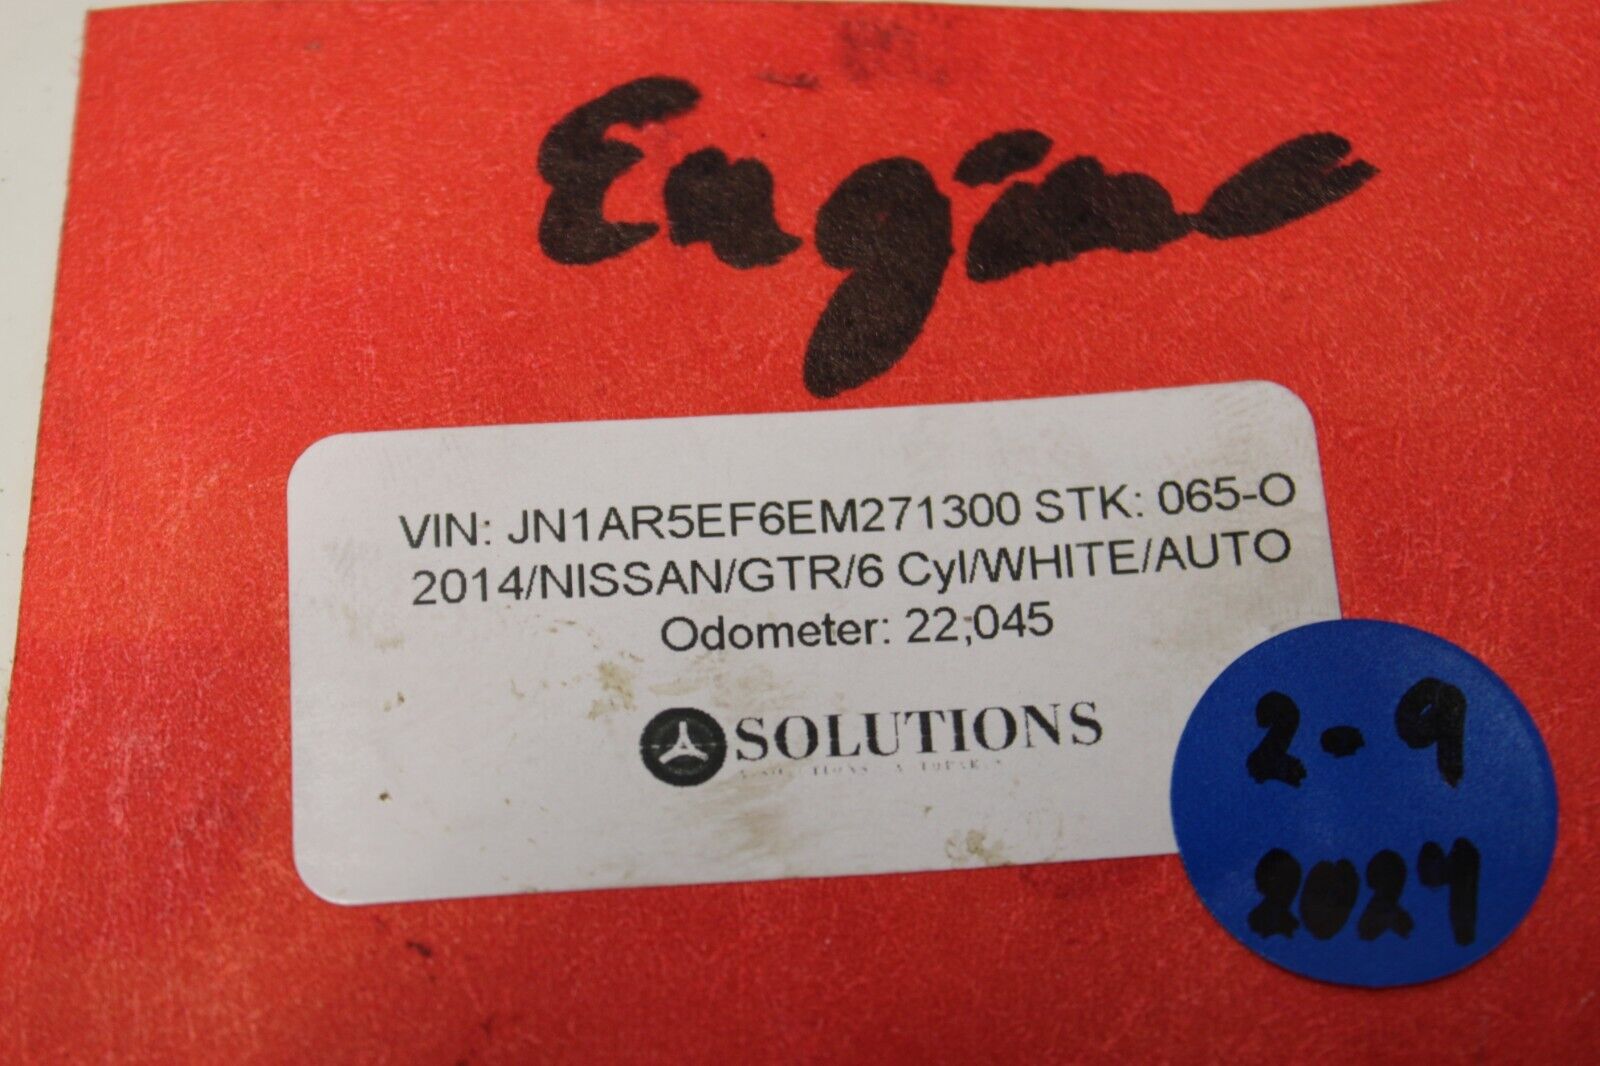 Engine
VIN: JN1AR5EF6EM271300 STK: 065-O
2014/NISSAN/GTR/6 Cyl/WHITE/AUTO
Odometer: 22,045
SOLUTIONS
2-9
2024